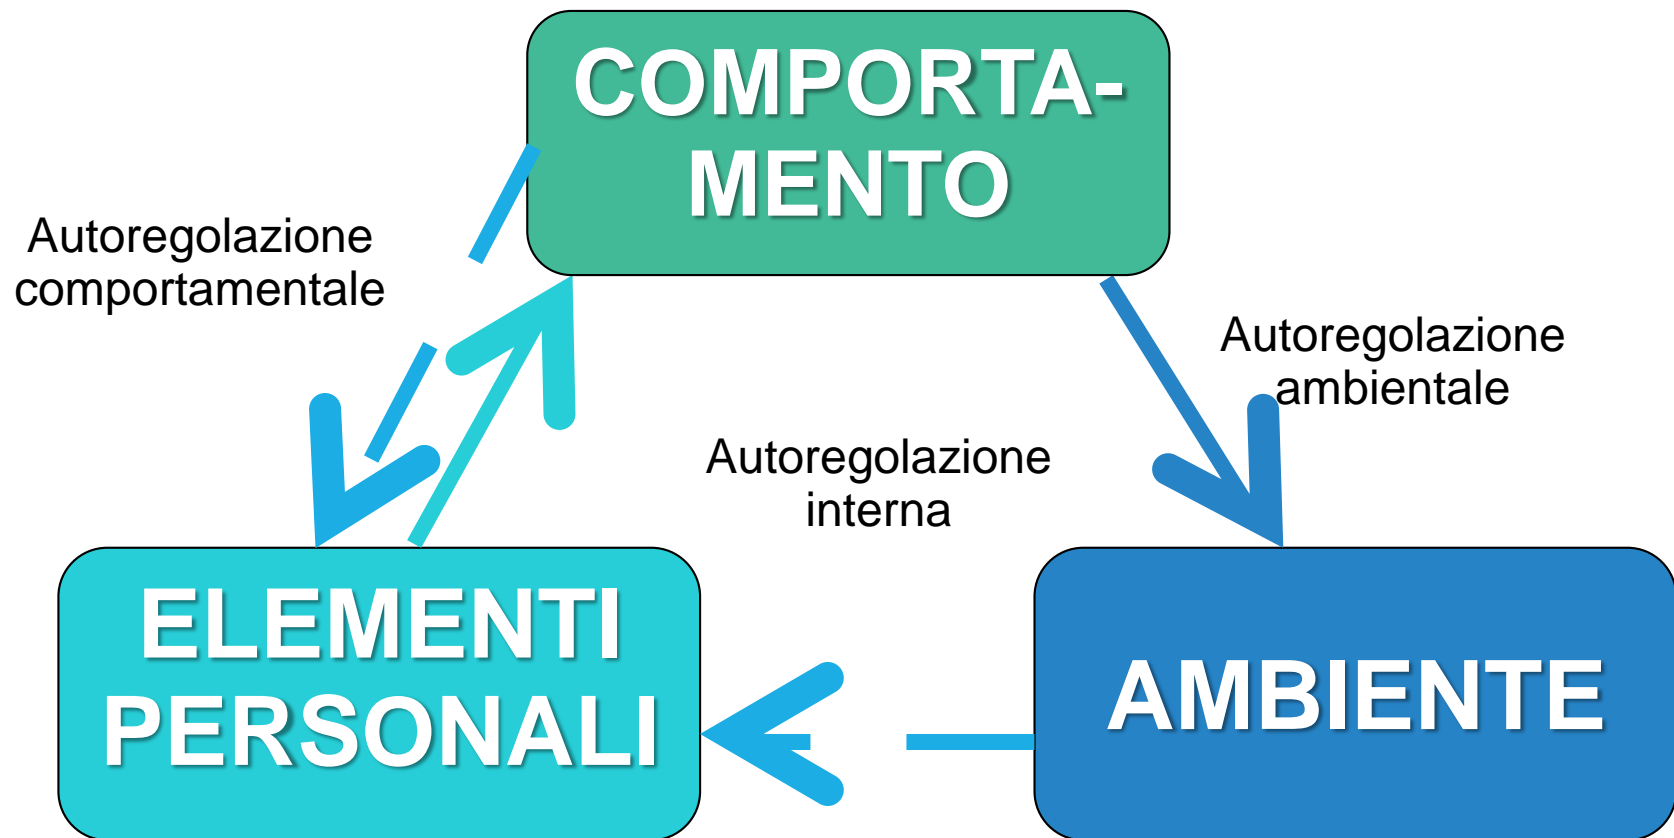 COMPORTA-
MENTO
Autoregolazione
comportamentale
Autoregolazione
ambientale
Autoregolazione
interna
ELEMENTI
PERSONALI
AMBIENTE